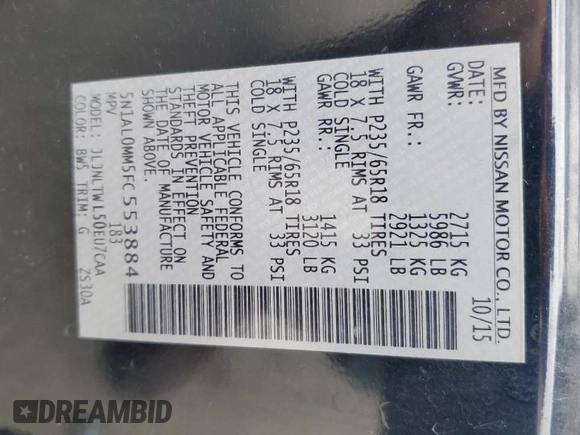 MFD BY NISSAN MOTOR CO., LTD.
DATE: 10/15
GVWR: 2715 KG
5986 LB
GAWR FR.: 1325 KG
2921 LB
WITH P235/65R18 TIRES
18 X 7.5 RIMS AT 33 PSI
COLD SINGLE
GAWR RR.: 1415 KG
3120 LB
WITH P235/65R18 TIRES
18 X 7.5 RIMS AT 33 PSI
COLD SINGLE
THIS VEHICLE CONFORMS TO
ALL APPLICABLE FEDERAL
MOTOR VEHICLE SAFETY AND
THEFT PREVENTION
STANDARDS IN EFFECT ON
THE DATE OF MANUFACTURE
SHOWN ABOVE.
5N1AL0MM5FC553884
MPV 183
MODEL: JLJNLTWL50EU7CAA
COLOR: BW5 TRIM: G 2S30A
DREAMBID